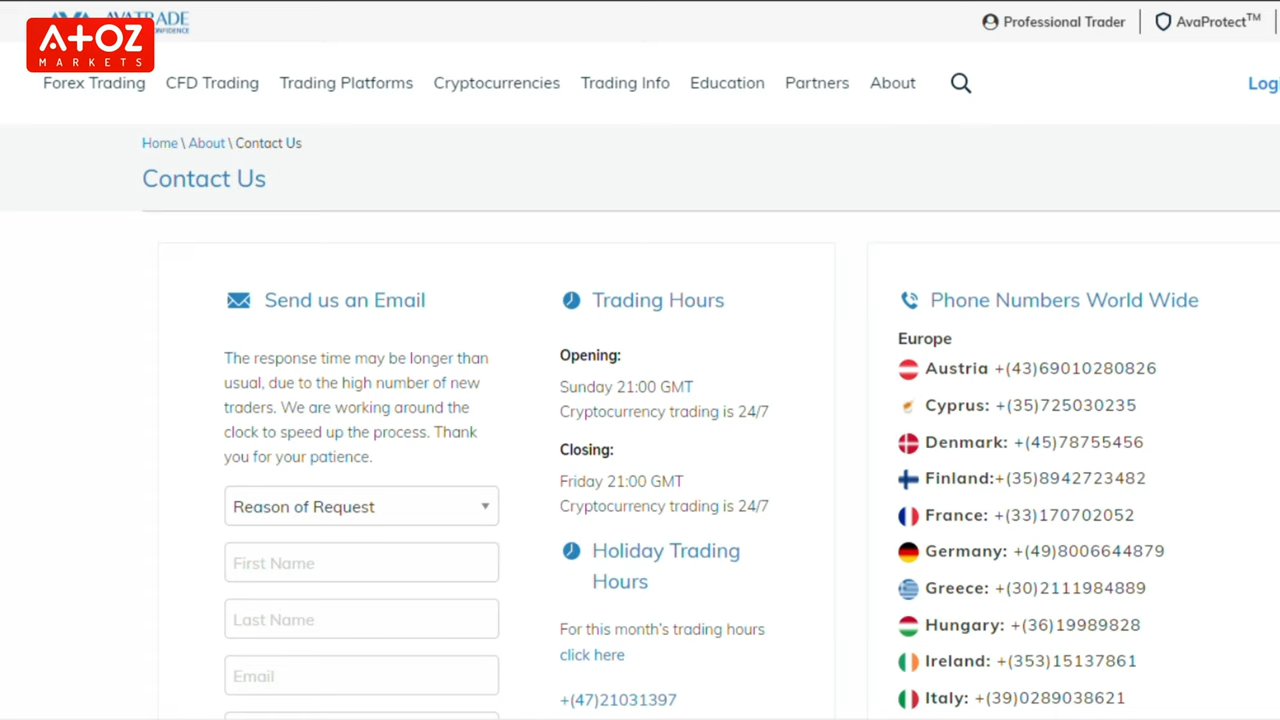 AVATRADE
A+OZ
MARKETS
Professional Trader
AvaProtect™
Forex Trading
CFD Trading
Trading Platforms
Cryptocurrencies
Trading Info
Education
Partners
About
Logi
Home \ About \ Contact Us
Contact Us
Send us an Email
The response time may be longer than
usual, due to the high number of new
traders. We are working around the
clock to speed up the process. Thank
you for your patience.
Reason of Request
First Name
Last Name
Email
Trading Hours
Opening:
Sunday 21:00 GMT
Cryptocurrency trading is 24/7
Closing:
Friday 21:00 GMT
Cryptocurrency trading is 24/7
Holiday Trading
Hours
For this month's trading hours
click here
+(47)21031397
Phone Numbers World Wide
Europe
Austria +(43)69010280826
Cyprus: +(35)725030235
Denmark: +(45)78755456
Finland:+(35)8942723482
France: +(33)170702052
Germany: +(49)8006644879
Greece: +(30)2111984889
Hungary: +(36)19989828
Ireland: +(353)15137861
Italy: +(39)0289038621